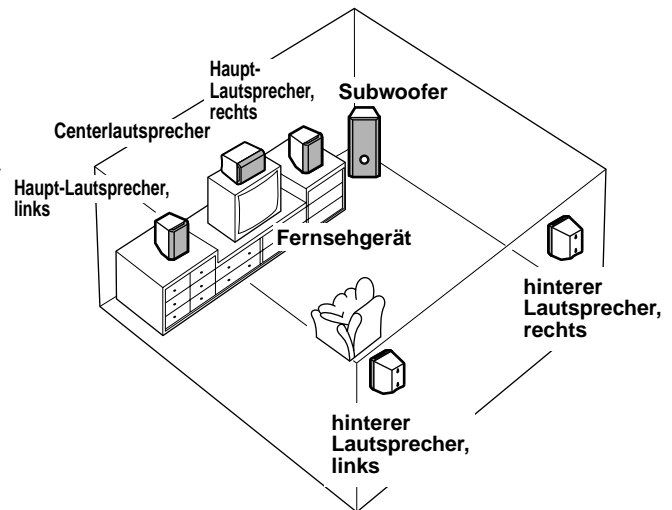 Haupt-
Lautsprecher,
rechts
Subwoofer
Centerlautsprecher
Haupt-Lautsprecher,
links
Fernsehgerät
hinterer
Lautsprecher,
rechts
hinterer
Lautsprecher,
links